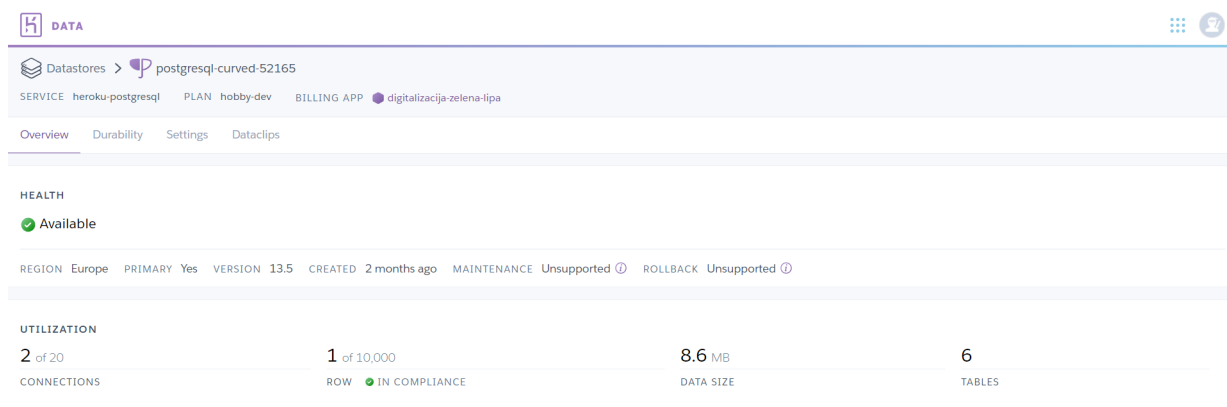 DATA
Datastores > postgresql-curved-52165
SERVICE heroku-postgresql PLAN hobby-dev BILLING APP digitalizacija-zelena-lipa
Overview Durability Settings Dataclips
HEALTH
Available
REGION Europe PRIMARY Yes VERSION 13.5 CREATED 2 months ago MAINTENANCE Unsupported ROLLBACK Unsupported
UTILIZATION
2 of 20 1 of 10,000 8.6 MB 6
CONNECTIONS ROW IN COMPLIANCE DATA SIZE TABLES